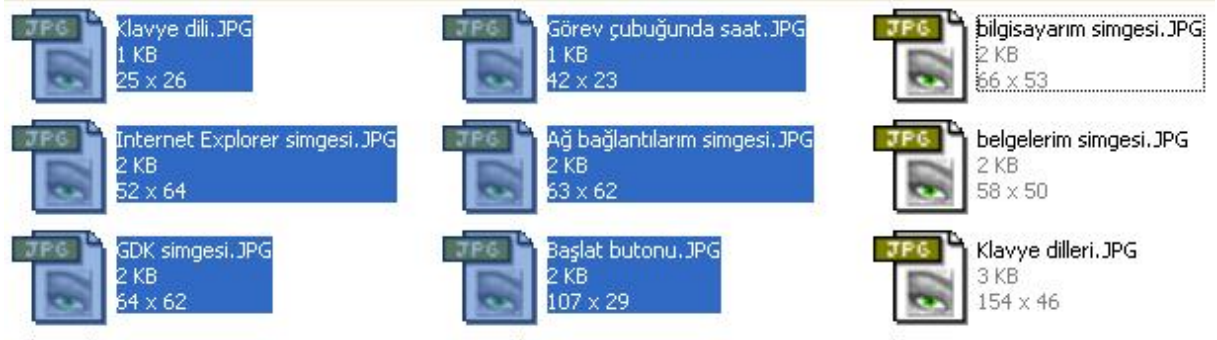 JPG
Klavye dili.JPG
1 KB
25 x 26
JPG
Görev çubuğunda saat.JPG
1 KB
42 x 23
JPG
bilgisayarım simgesi.JPG
2 KB
66 x 53
JPG
Internet Explorer simgesi.JPG
2 KB
52 x 64
JPG
Ağ bağlantılarım simgesi.JPG
2 KB
63 x 62
JPG
belgelerim simgesi.JPG
2 KB
58 x 50
JPG
GDK simgesi.JPG
2 KB
64 x 62
JPG
Başlat butonu.JPG
2 KB
107 x 29
JPG
Klavye dilleri.JPG
3 KB
154 x 46